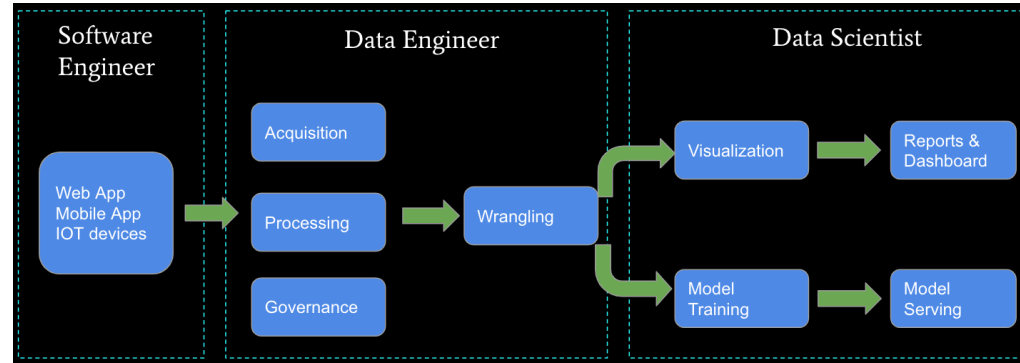 Software
Engineer
Data Engineer
Data Scientist
Web App
Mobile App
IOT devices
Acquisition
Processing
Governance
Wrangling
Visualization
Reports &
Dashboard
Model
Training
Model
Serving